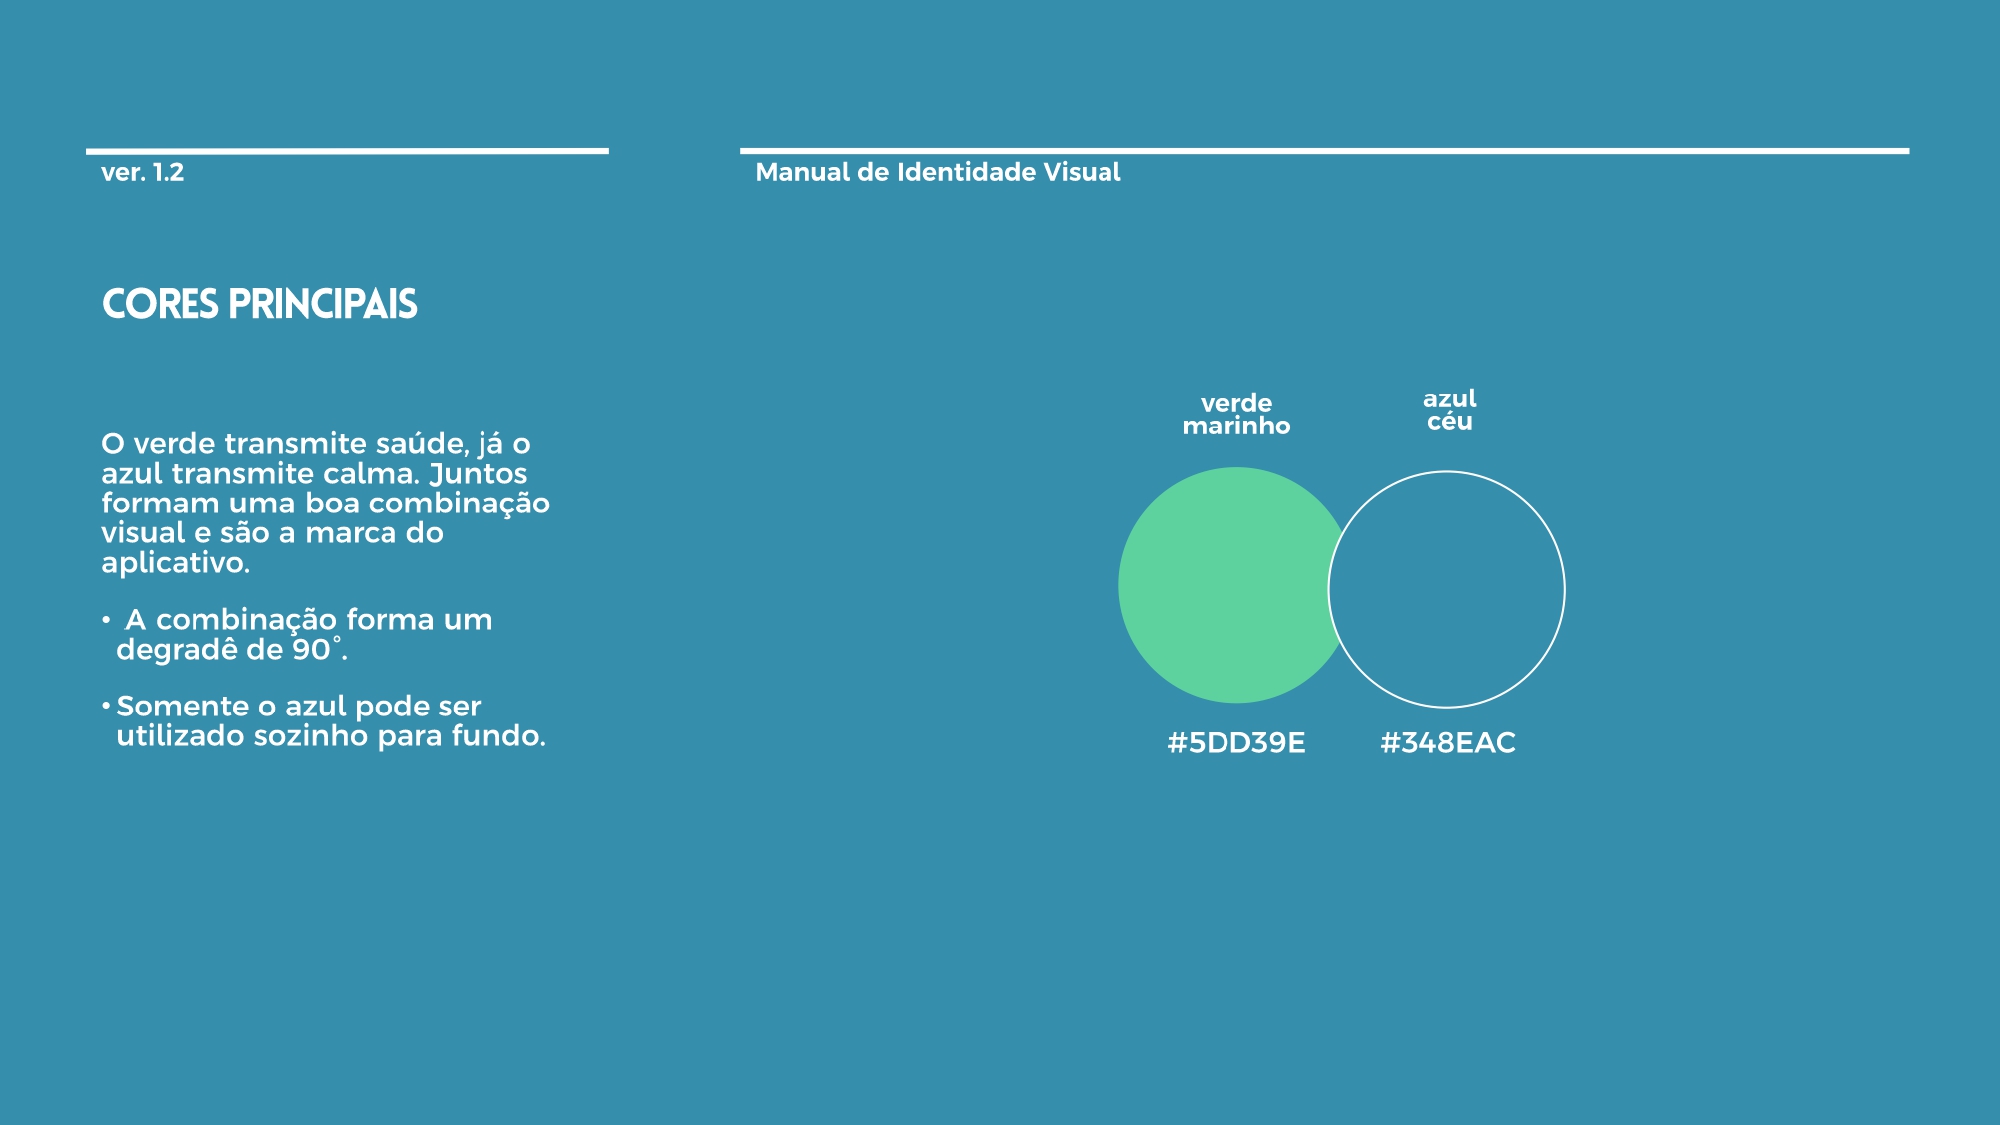 ver. 1.2
Manual de Identidade Visual
CORES PRINCIPAIS
O verde transmite saúde, já o
azul transmite calma. Juntos
formam uma boa combinação
visual e são a marca do
aplicativo.
• A combinação forma um
degradê de 90°.
• Somente o azul pode ser
utilizado sozinho para fundo.
verde
marinho
azul
céu
#5DD39E
#348EAC